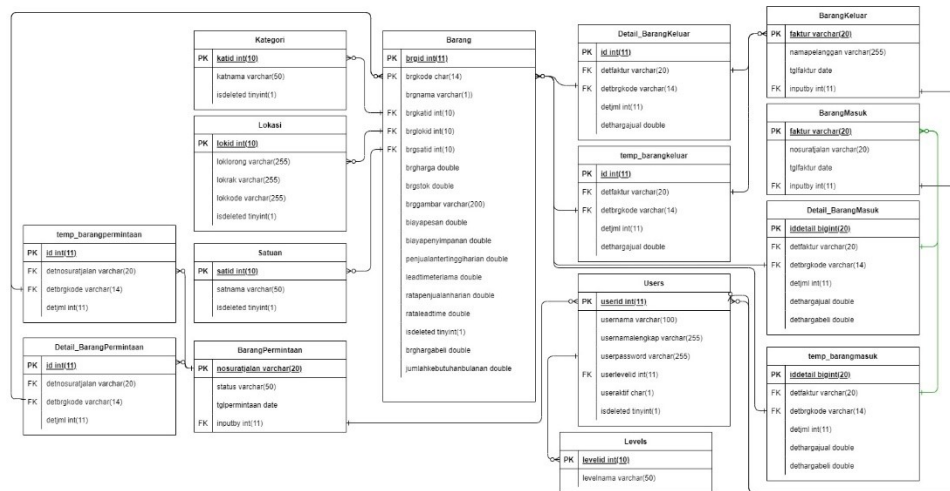 Kategori
PK katid int(10)
katnama varchar(50)
isdeleted tinyint(1)
Lokasi
PK lokid int(10)
loklorong varchar(255)
lokrak varchar(255)
lokkode varchar(255)
isdeleted tinyint(1)
temp_barangpermintaan
PK id int(11)
FK detnosuratjalan varchar(20)
FK detbrgkode varchar(14)
detjml int(11)
Satuan
PK satid int(10)
satnama varchar(50)
isdeleted tinyint(1)
Detail_BarangPermintaan
PK id int(11)
FK detnosuratjalan varchar(20)
FK detbrgkode varchar(14)
detjml int(11)
BarangPermintaan
PK nosuratjalan varchar(20)
status varchar(50)
tglpermintaan date
FK inputby int(11)
Barang
PK brgid int(11)
PK brgkode char(14)
brgnama varchar(1))
FK brgkatid int(10)
FK brglokid int(10)
FK brgsatid int(10)
brgharga double
brgstok double
brggambar varchar(200)
biayapesan double
biayapenyimpanan double
penjualantertinggiharian double
leadtimeterlama double
ratapenjualanharian double
rataleadtime double
isdeleted tinyint(1)
brghargabeli double
jumlahkebutuhanbulanan double
Detail_BarangKeluar
PK id int(11)
FK detfaktur varchar(20)
FK detbrgkode varchar(14)
detjml int(11)
dethargajual double
temp_barangkeluar
PK id int(11)
FK detfaktur varchar(20)
FK detbrgkode varchar(14)
detjml int(11)
dethargajual double
Users
PK userid int(11)
usernama varchar(100)
usernamalengkap varchar(255)
userpassword varchar(255)
FK userlevelid int(11)
useraktif char(1)
isdeleted tinyint(1)
Levels
PK levelid int(10)
levelnama varchar(50)
BarangKeluar
PK faktur varchar(20)
namapelanggan varchar(255)
tglfaktur date
FK inputby int(11)
BarangMasuk
PK faktur varchar(20)
nosuratjalan varchar(20)
tglfaktur date
FK inputby int(11)
Detail_BarangMasuk
PK iddetail bigint(20)
FK detfaktur varchar(20)
FK detbrgkode varchar(14)
detjml int(11)
dethargajual double
dethargabeli double
temp_barangmasuk
PK iddetail bigint(20)
FK detfaktur varchar(20)
FK detbrgkode varchar(14)
detjml int(11)
dethargajual double
dethargabeli double